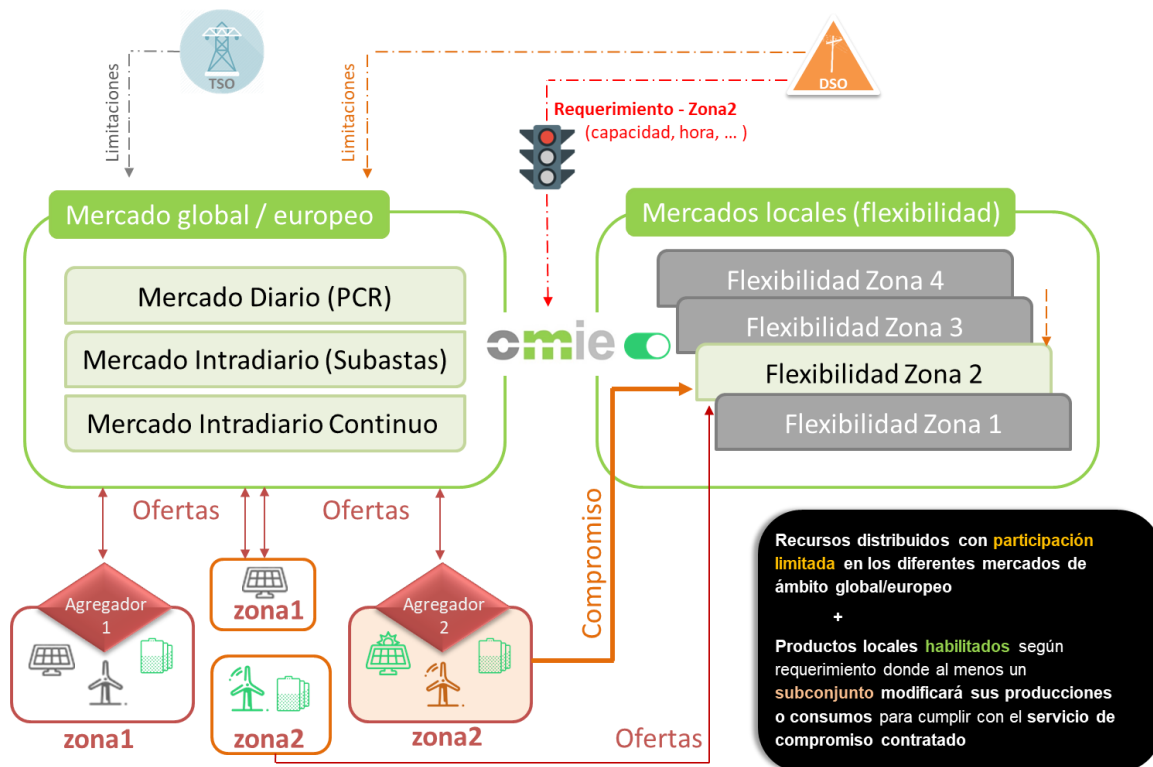 TSO
DSO
Limitaciones
Limitaciones
Requerimiento - Zona2
(capacidad, hora, ... )
Mercado global / europeo
Mercado Diario (PCR)
Mercado Intradiario (Subastas)
Mercado Intradiario Continuo
omie
Mercados locales (flexibilidad)
Flexibilidad Zona 4
Flexibilidad Zona 3
Flexibilidad Zona 2
Flexibilidad Zona 1
Ofertas
Ofertas
Compromiso
Agregador
1
zona1
zona1
zona2
Agregador
2
zona2
Ofertas
Recursos distribuidos con participación
limitada en los diferentes mercados de
ámbito global/europeo
+
Productos locales habilitados según
requerimiento donde al menos un
subconjunto modificará sus producciones
o consumos para cumplir con el servicio de
compromiso contratado